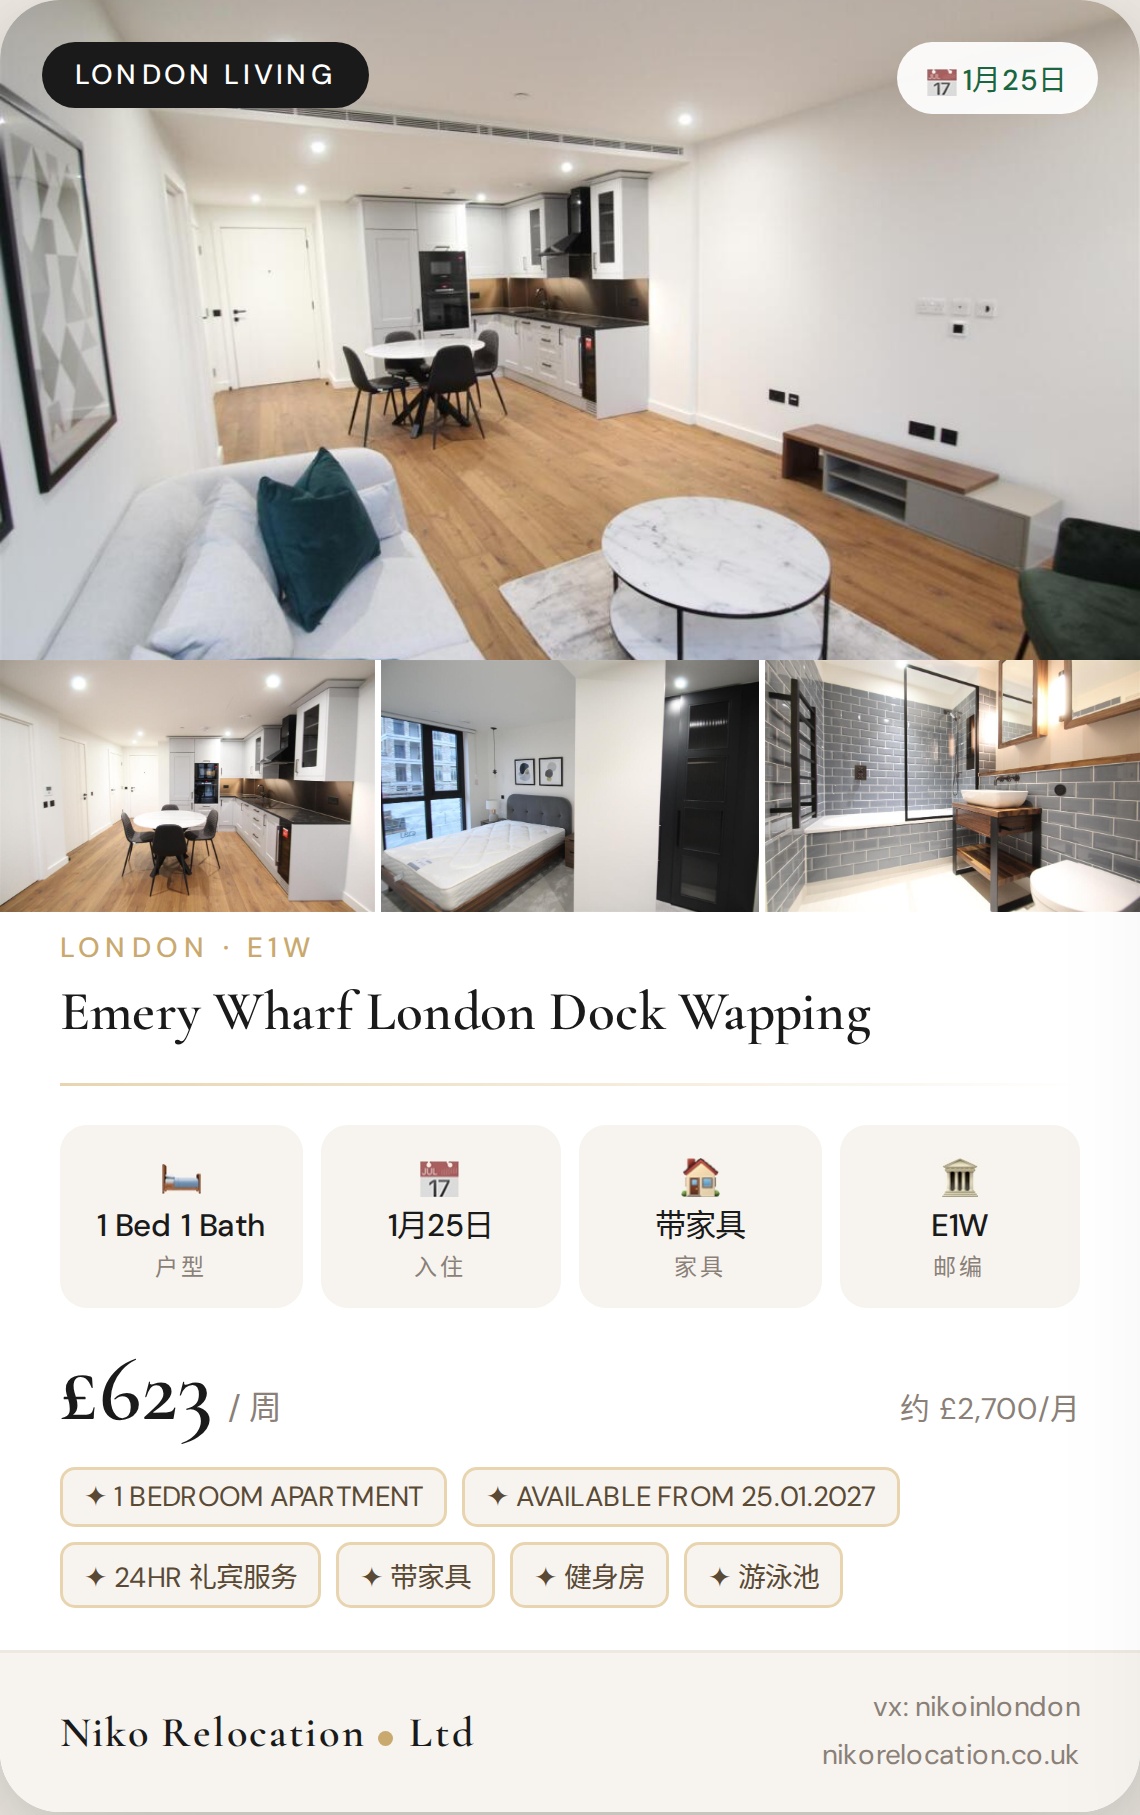 LONDON LIVING
1月25日
LONDON · E1W
Emery Wharf London Dock Wapping
1 Bed 1 Bath
户型
1月25日
入住
带家具
家具
E1W
邮编
£623 / 周
约 £2,700/月
✦ 1 BEDROOM APARTMENT
✦ AVAILABLE FROM 25.01.2027
✦ 24HR 礼宾服务
✦ 带家具
✦ 健身房
✦ 游泳池
Niko Relocation • Ltd
vx: nikoinlondon
nikorelocation.co.uk